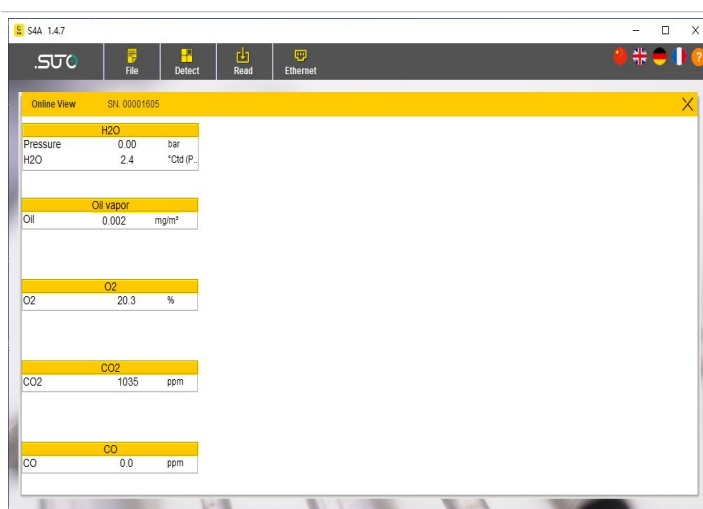 S4A 1.4.7
SUTO
File Detect Read Ethernet
?
Online View SN. 00001605 X
H2O
Pressure 0.00 bar
H2O 2.4 °Ctd (P..
Oil vapor
Oil 0.002 mg/m³
O2
O2 20.3 %
CO2
CO2 1035 ppm
CO
CO 0.0 ppm